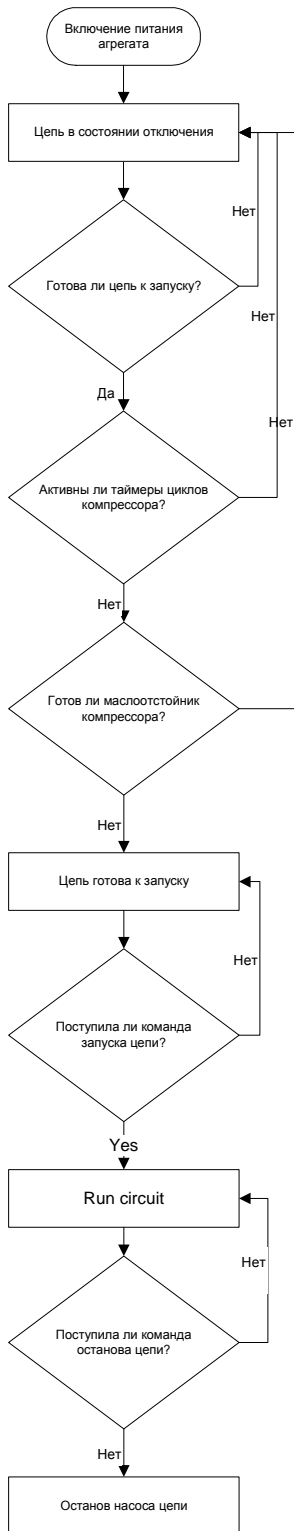 Включение питания
агрегата
Цепь в состоянии отключения
Нет
Готова ли цепь к запуску?
Нет
Да
Нет
Активны ли таймеры циклов
компрессора?
Нет
Готов ли маслоотстойник
компрессора?
Нет
Цепь готова к запуску
Нет
Поступила ли команда
запуска цепи?
Yes
Run circuit
Нет
Поступила ли команда
останова цепи?
Нет
Останов насоса цепи